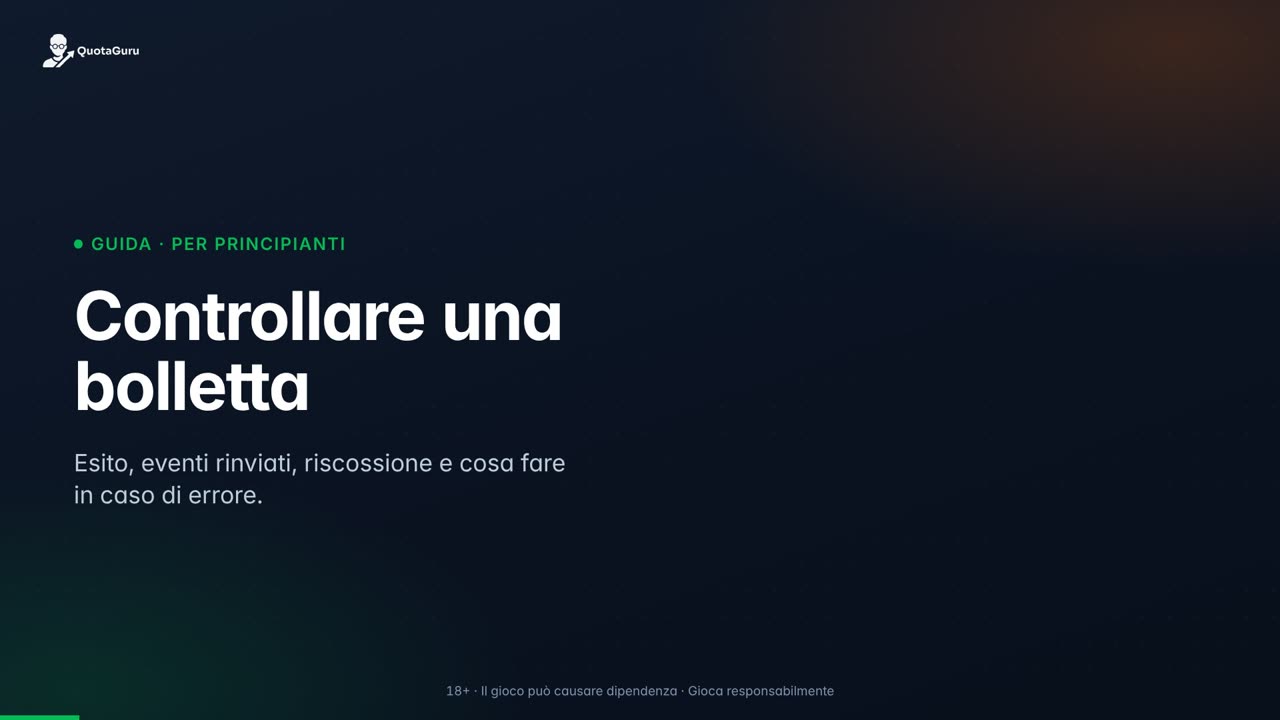 QuotaGuru
GUIDA · PER PRINCIPIANTI
Controllare una
bolletta
Esito, eventi rinviati, riscossione e cosa fare
in caso di errore.
18+ · Il gioco può causare dipendenza · Gioca responsabilmente